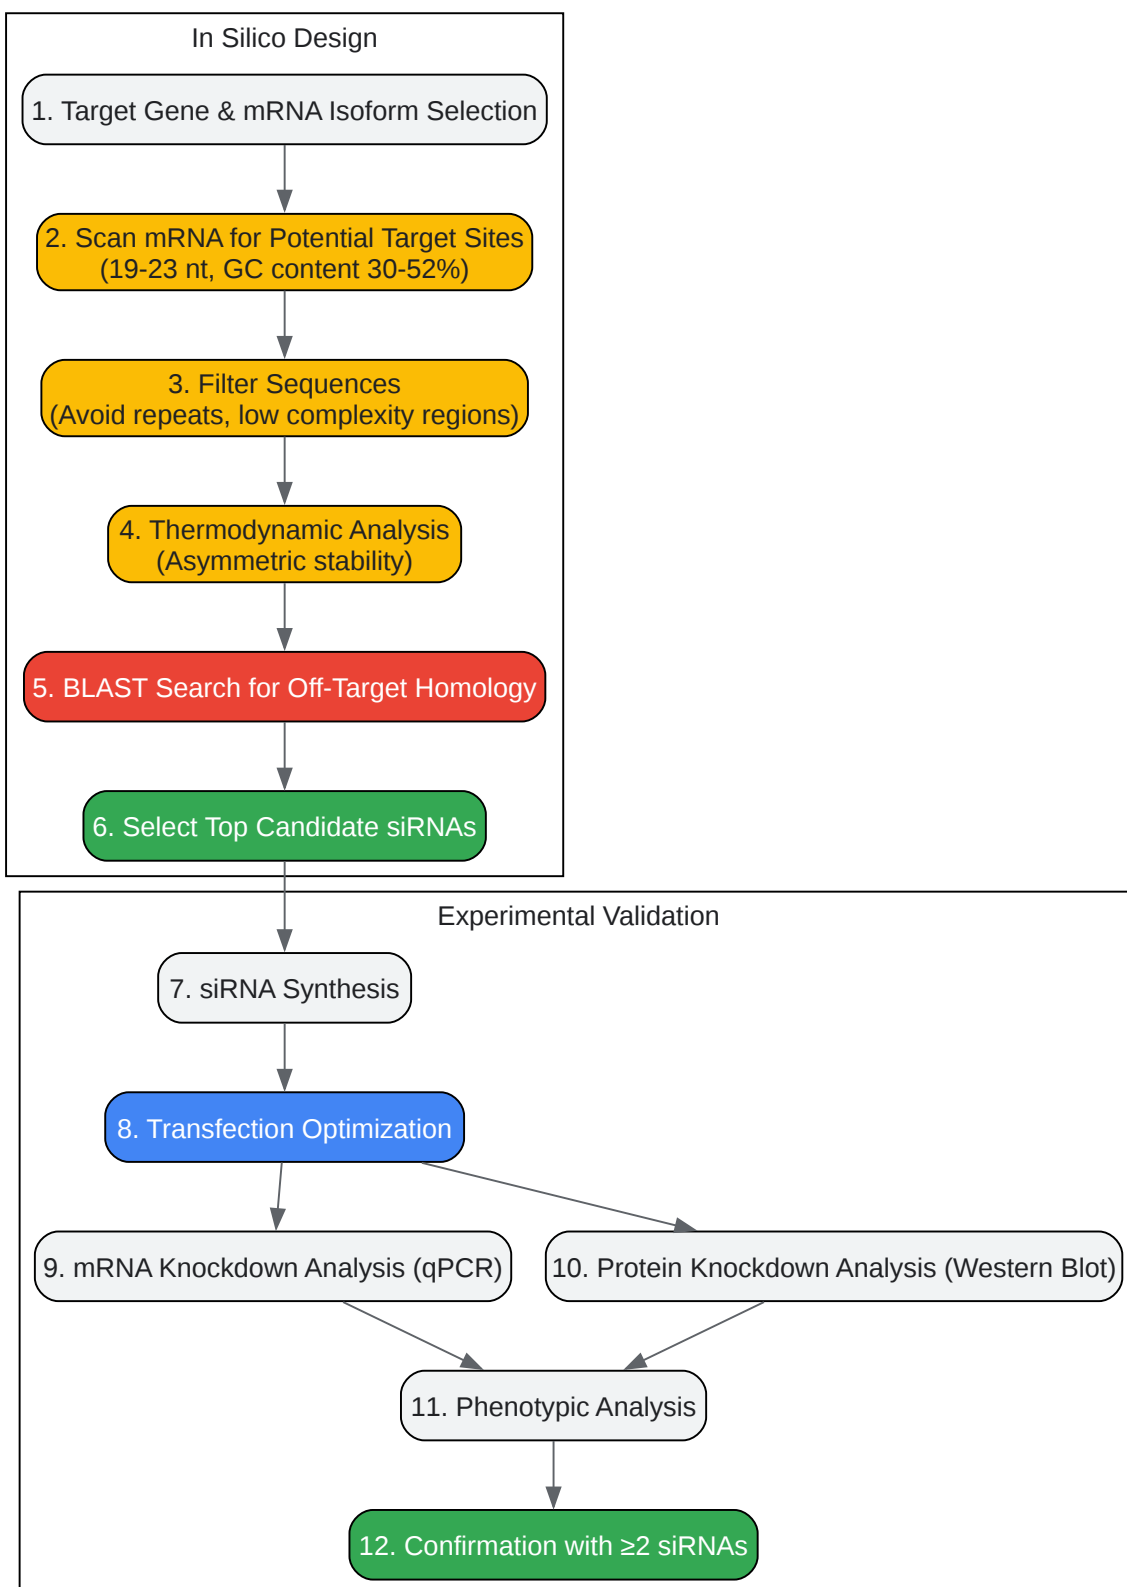 In Silico Design
1. Target Gene & mRNA Isoform Selection
2. Scan mRNA for Potential Target Sites
(19-23 nt, GC content 30-52%)
3. Filter Sequences
(Avoid repeats, low complexity regions)
4. Thermodynamic Analysis
(Asymmetric stability)
5. BLAST Search for Off-Target Homology
6. Select Top Candidate siRNAs
Experimental Validation
7. siRNA Synthesis
8. Transfection Optimization
9. mRNA Knockdown Analysis (qPCR)
10. Protein Knockdown Analysis (Western Blot)
11. Phenotypic Analysis
12. Confirmation with ≥2 siRNAs